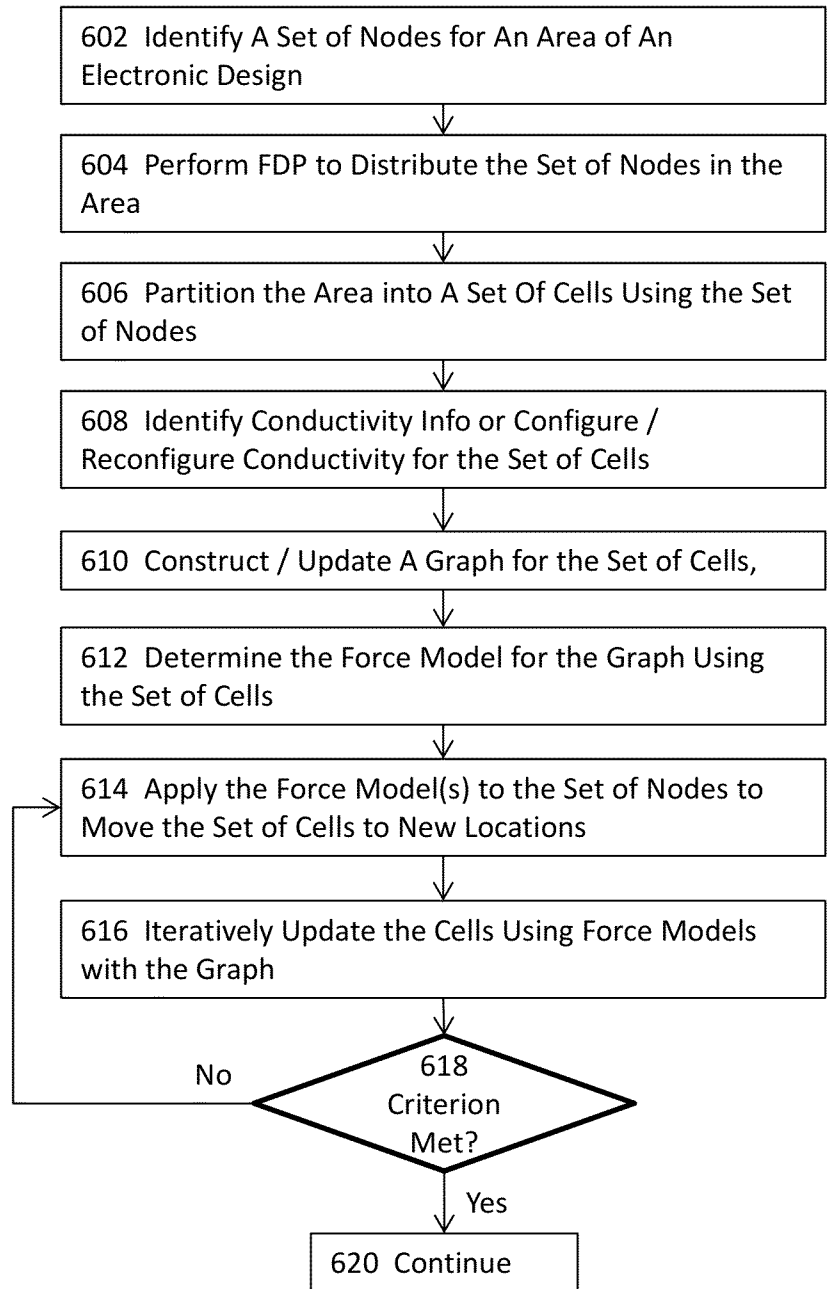 602 Identify A Set of Nodes for An Area of An
Electronic Design
604 Perform FDP to Distribute the Set of Nodes in the
Area
606 Partition the Area into A Set Of Cells Using the Set
of Nodes
608 Identify Conductivity Info or Configure /
Reconfigure Conductivity for the Set of Cells
610 Construct / Update A Graph for the Set of Cells,
612 Determine the Force Model for the Graph Using
the Set of Cells
614 Apply the Force Model(s) to the Set of Nodes to
Move the Set of Cells to New Locations
616 Iteratively Update the Cells Using Force Models
with the Graph
No
618
Criterion
Met?
Yes
620 Continue